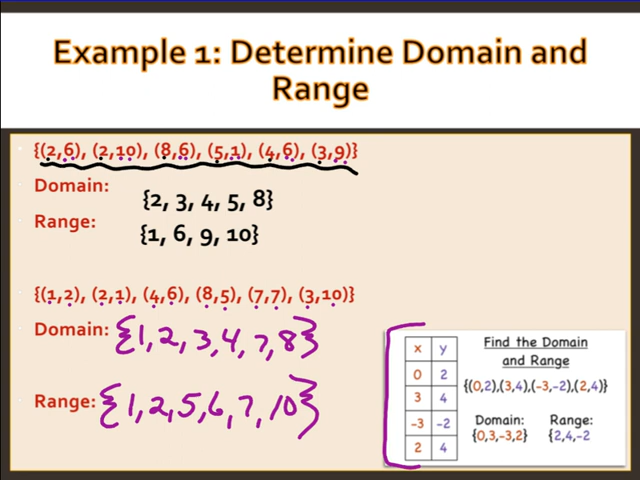 Example 1: Determine Domain and
Range
{(2,6), (2,10), (8,6), (5,1), (4,6), (3,9)}
Domain:
{2, 3, 4, 5, 8}
Range:
{1, 6, 9, 10}
{(1,2), (2,1), (4,6), (8,5), (7,7), (3,10)}
Domain: {1, 2, 3, 4, 7, 8}
Range: {1, 2, 5, 6, 7, 10}
x y
0 2
3 4
-3 -2
2 4
Find the Domain
and Range
{(0,2),(3,4),(-3,-2),(2,4)
Domain: Range:
{0,3,-3,2} {2,4,-2